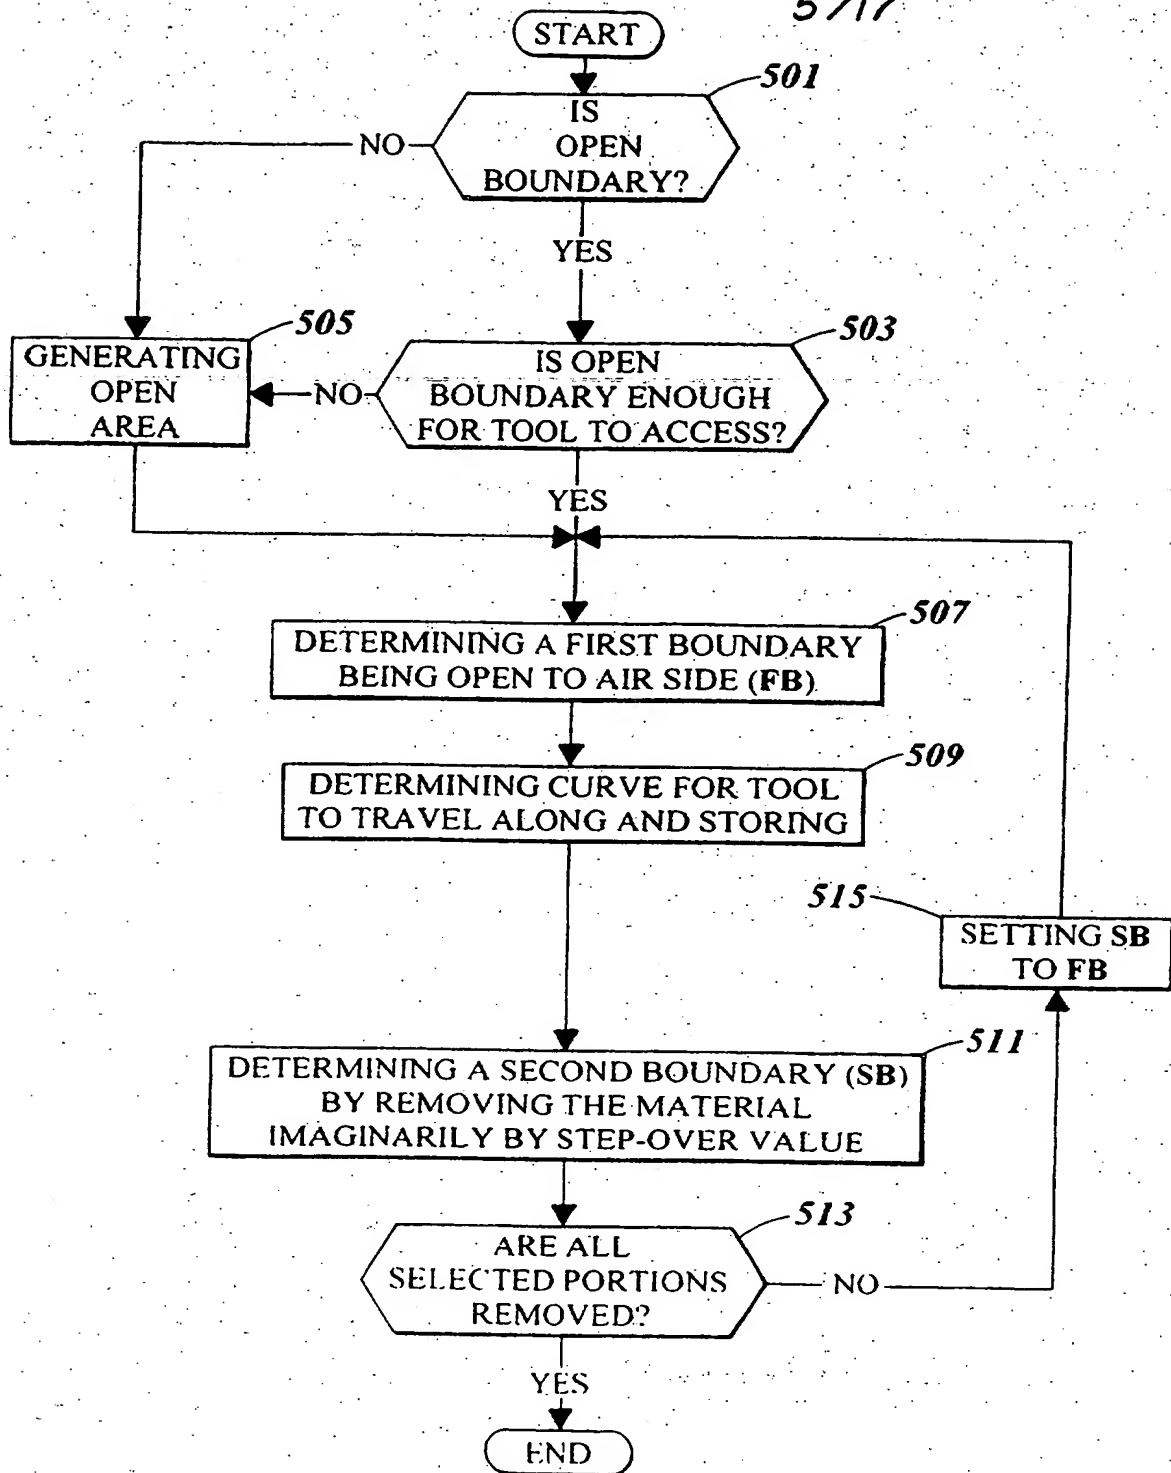 5/17
START
501
IS
OPEN
BOUNDARY?
NO
YES
505
GENERATING
OPEN
AREA
503
IS OPEN
BOUNDARY ENOUGH
FOR TOOL TO ACCESS?
NO
YES
507
DETERMINING A FIRST BOUNDARY
BEING OPEN TO AIR SIDE (FB)
509
DETERMINING CURVE FOR TOOL
TO TRAVEL ALONG AND STORING
515
SETTING SB
TO FB
511
DETERMINING A SECOND BOUNDARY (SB)
BY REMOVING THE MATERIAL
IMAGINARILY BY STEP-OVER VALUE
513
ARE ALL
SELECTED PORTIONS
REMOVED?
NO
YES
END